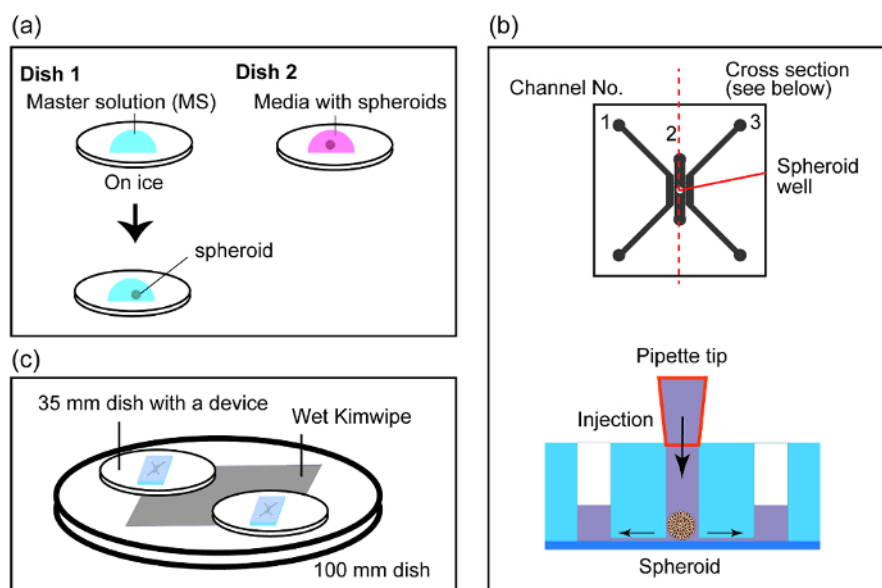 (a)
Dish 1
Master solution (MS)
On ice
spheroid
Dish 2
Media with spheroids
(b)
Channel No.
Cross section
(see below)
1
2
3
Spheroid
well
Pipette tip
Injection
Spheroid
(c)
35 mm dish with a device
Wet Kimwipe
100 mm dish